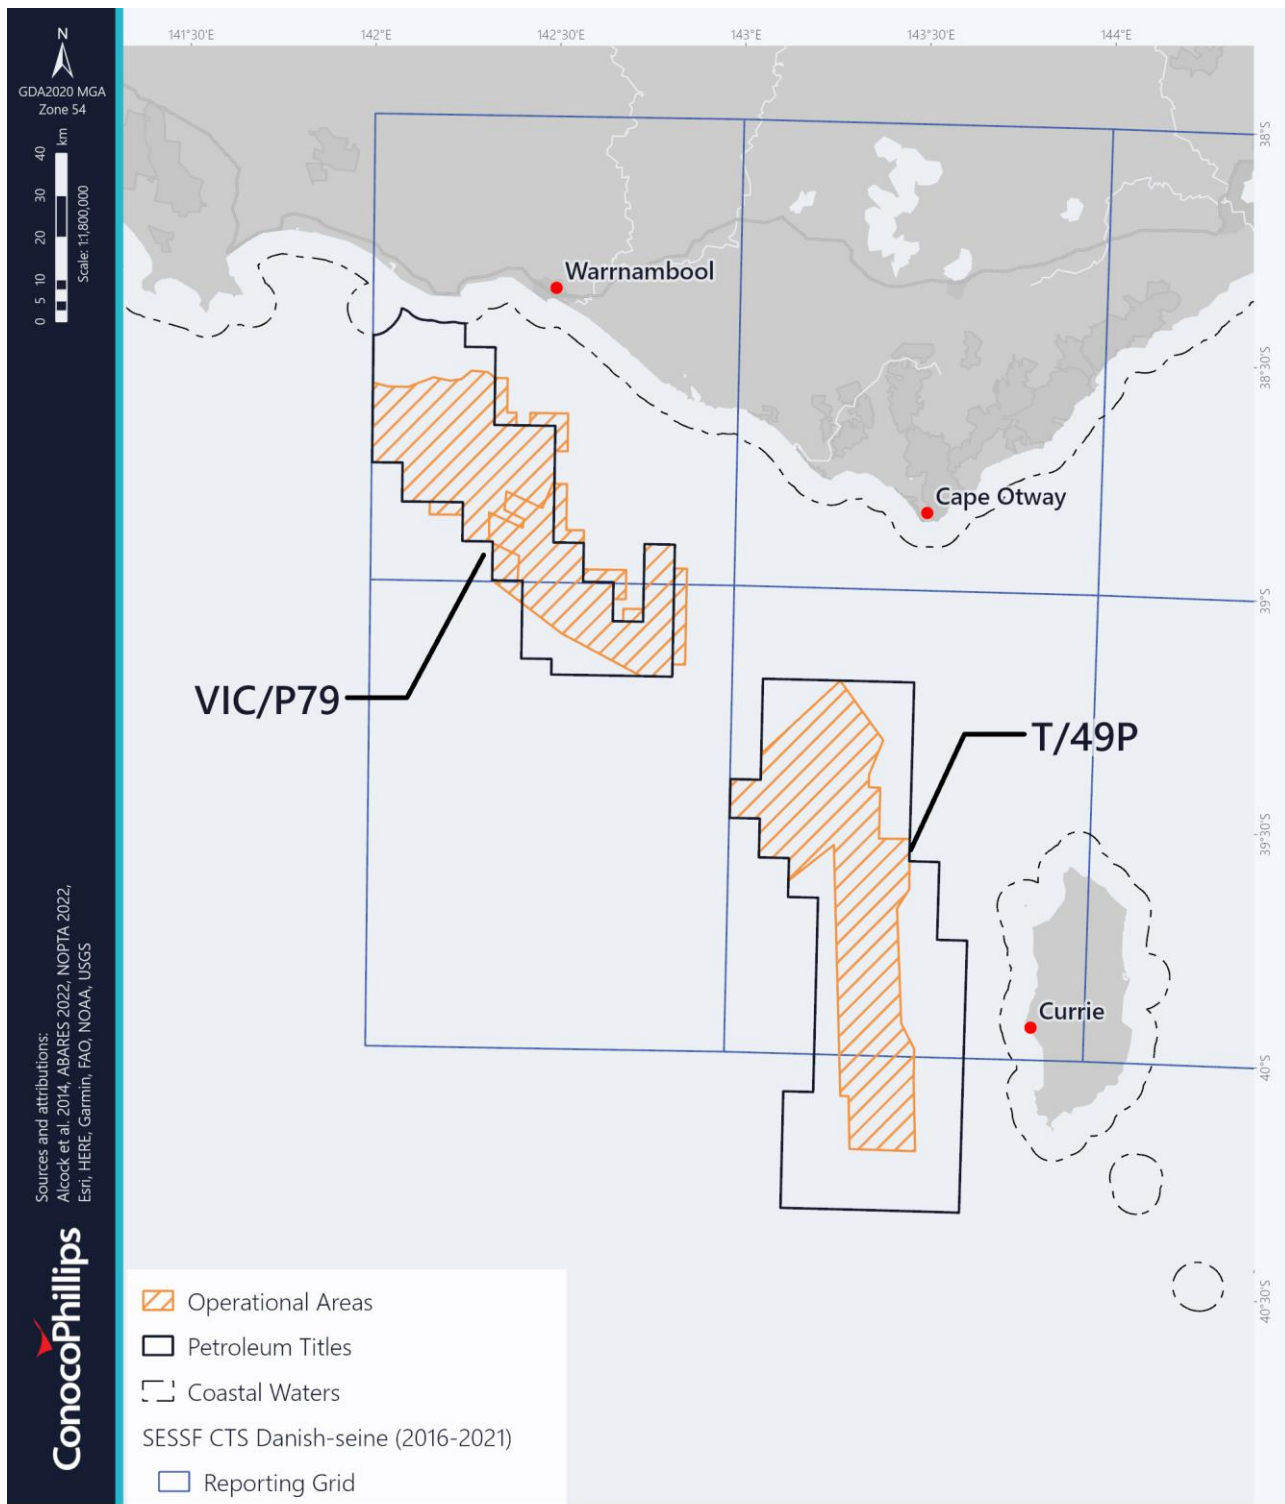 141°30'E
142°E
142°30'E
143°E
143°30'E
144°E
N
GDA2020 MGA
Zone 54
0 5 10 20 30 40 km
Scale: 1:1,800,000
38°S
38°30'S
39°S
39°30'S
40°S
40°30'S
Warrnambool
Cape Otway
VIC/P79
T/49P
Currie
Sources and attributions:
Alcock et al. 2014, ABARES 2022, NOPTA 2022,
Esri, HERE, Garmin, FAO, NOAA, USGS
ConocoPhillips
Operational Areas
Petroleum Titles
Coastal Waters
SESSF CTS Danish-seine (2016-2021)
Reporting Grid